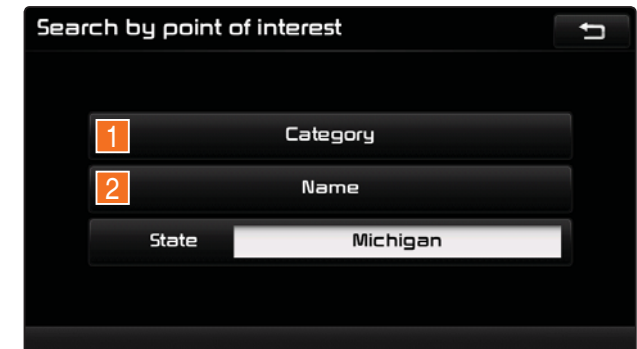 Search by point of interest
1 Category
2 Name
State Michigan